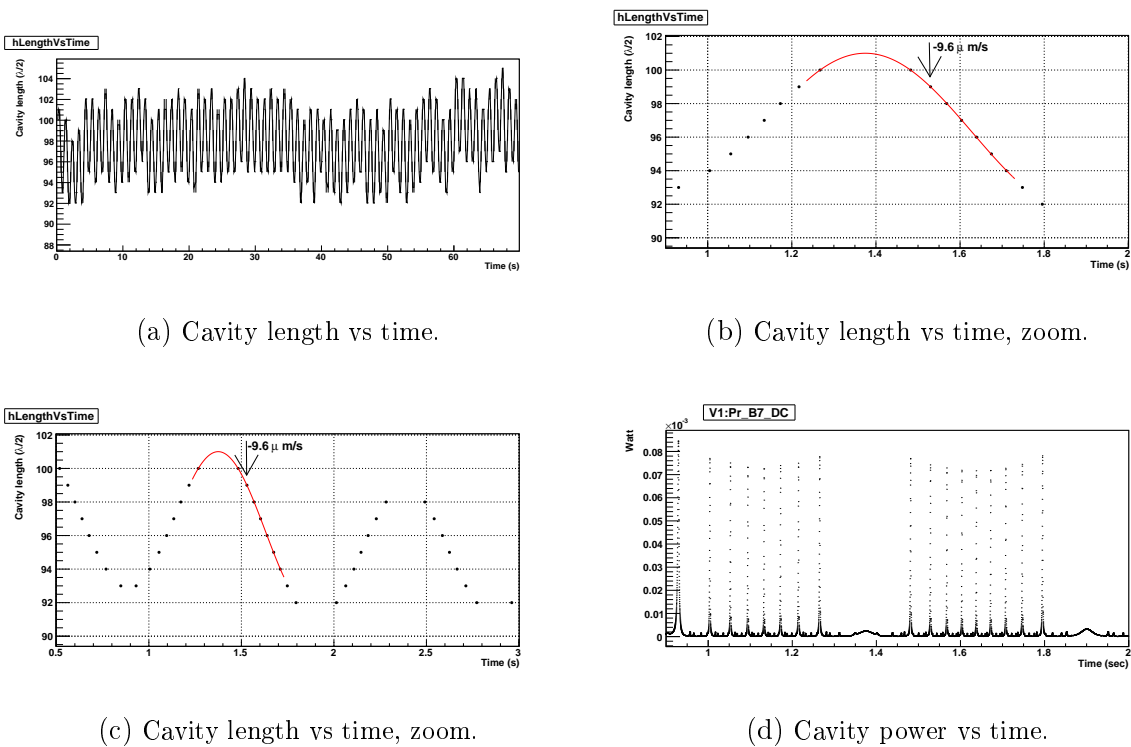 hLengthVsTime
Cavity length (λ/2)
104
102
100
98
96
94
92
90
88
0 10 20 30 40 50 60
Time (s)
(a) Cavity length vs time.
hLengthVsTime
Cavity length (λ/2)
-9.6 μ m/s
102
100
98
96
94
92
90
1 1.2 1.4 1.6 1.8 2
Time (s)
(b) Cavity length vs time, zoom.
hLengthVsTime
Cavity length (λ/2)
-9.6 μ m/s
102
100
98
96
94
92
90
0.5 1 1.5 2 2.5 3
Time (s)
(c) Cavity length vs time, zoom.
V1:Pr_B7_DC
×10⁻³
Watt
0.08
0.07
0.06
0.05
0.04
0.03
0.02
0.01
0
1 1.2 1.4 1.6 1.8 2
Time (sec)
(d) Cavity power vs time.